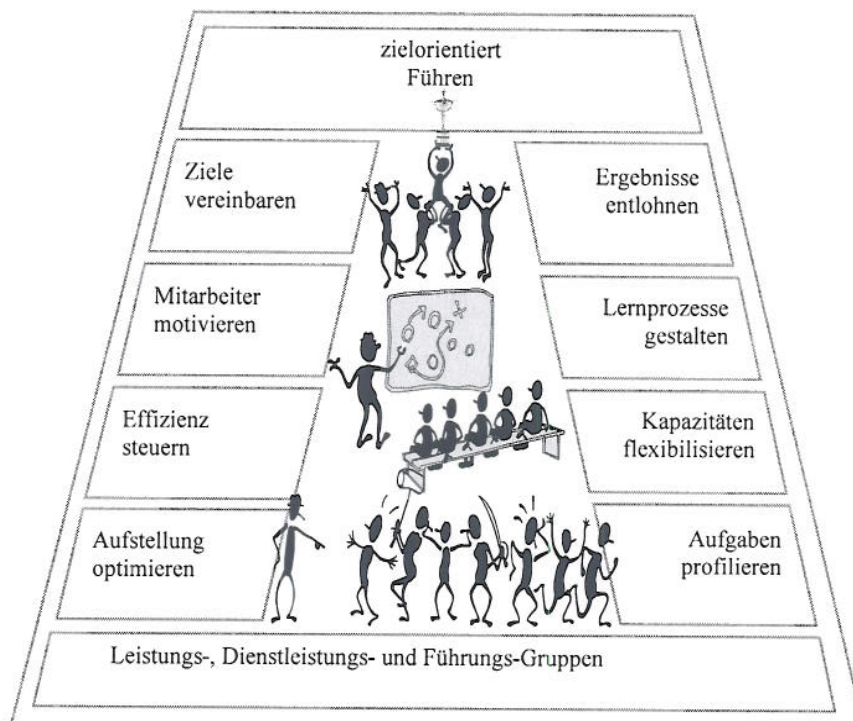 zielorientiert
Führen
Ziele
vereinbaren
Ergebnisse
entlohnen
Mitarbeiter
motivieren
Lernprozesse
gestalten
Effizienz
steuern
Kapazitäten
flexibilisieren
Aufstellung
optimieren
Aufgaben
profilieren
Leistungs-, Dienstleistungs- und Führungs-Gruppen